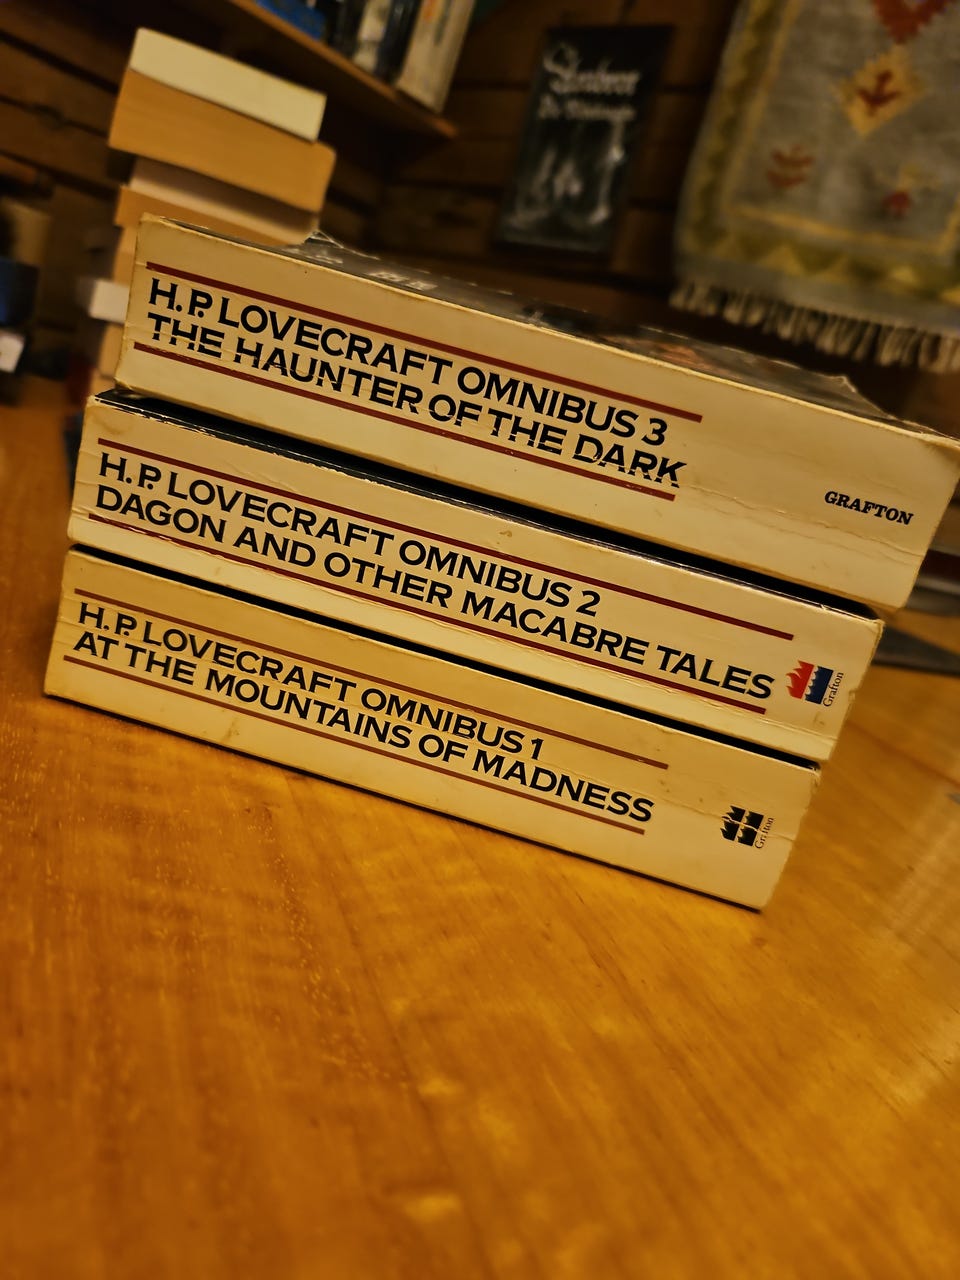 H.P. LOVECRAFT OMNIBUS 3
THE HAUNTER OF THE DARK
GRAFTON
H.P. LOVECRAFT OMNIBUS 2
DAGON AND OTHER MACABRE TALES
Grafton
H.P. LOVECRAFT OMNIBUS 1
AT THE MOUNTAINS OF MADNESS
Grafton